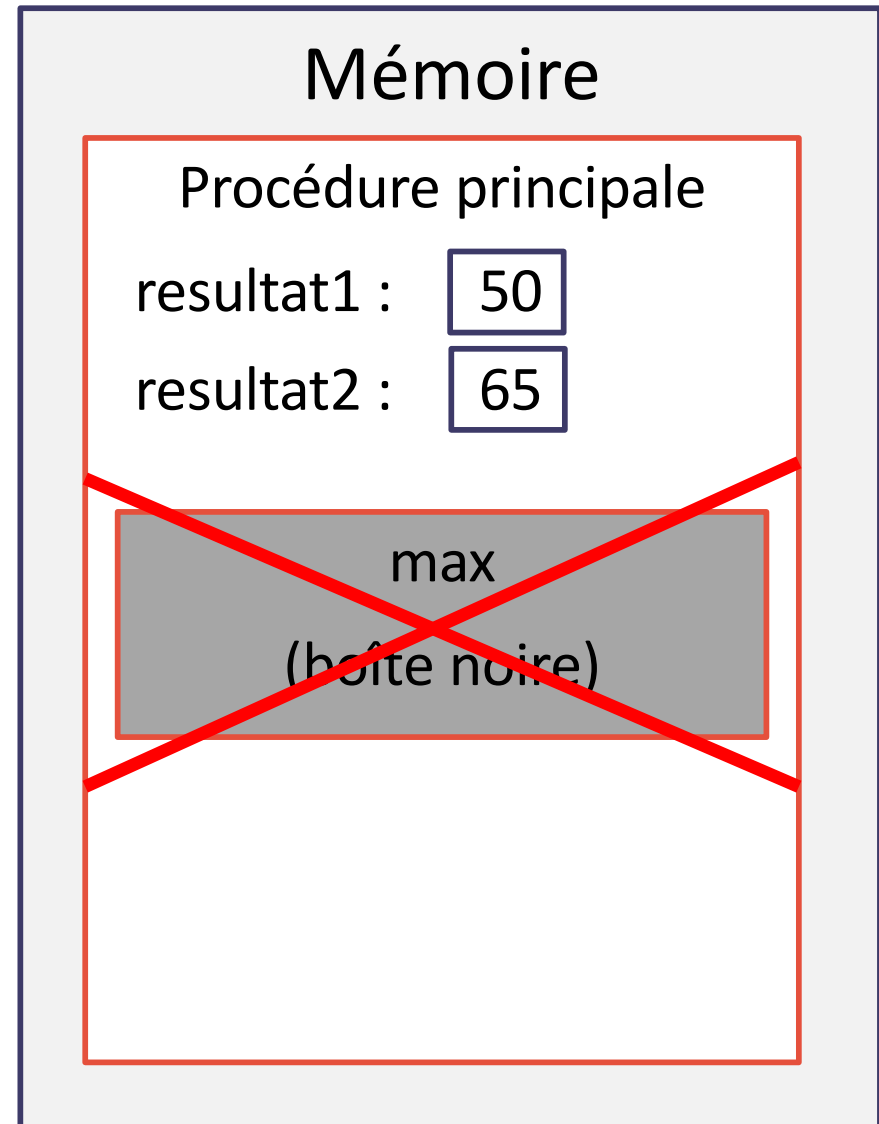 Mémoire
Procédure principale
resultat1 : 50
resultat2 : 65
max
(boîte noire)